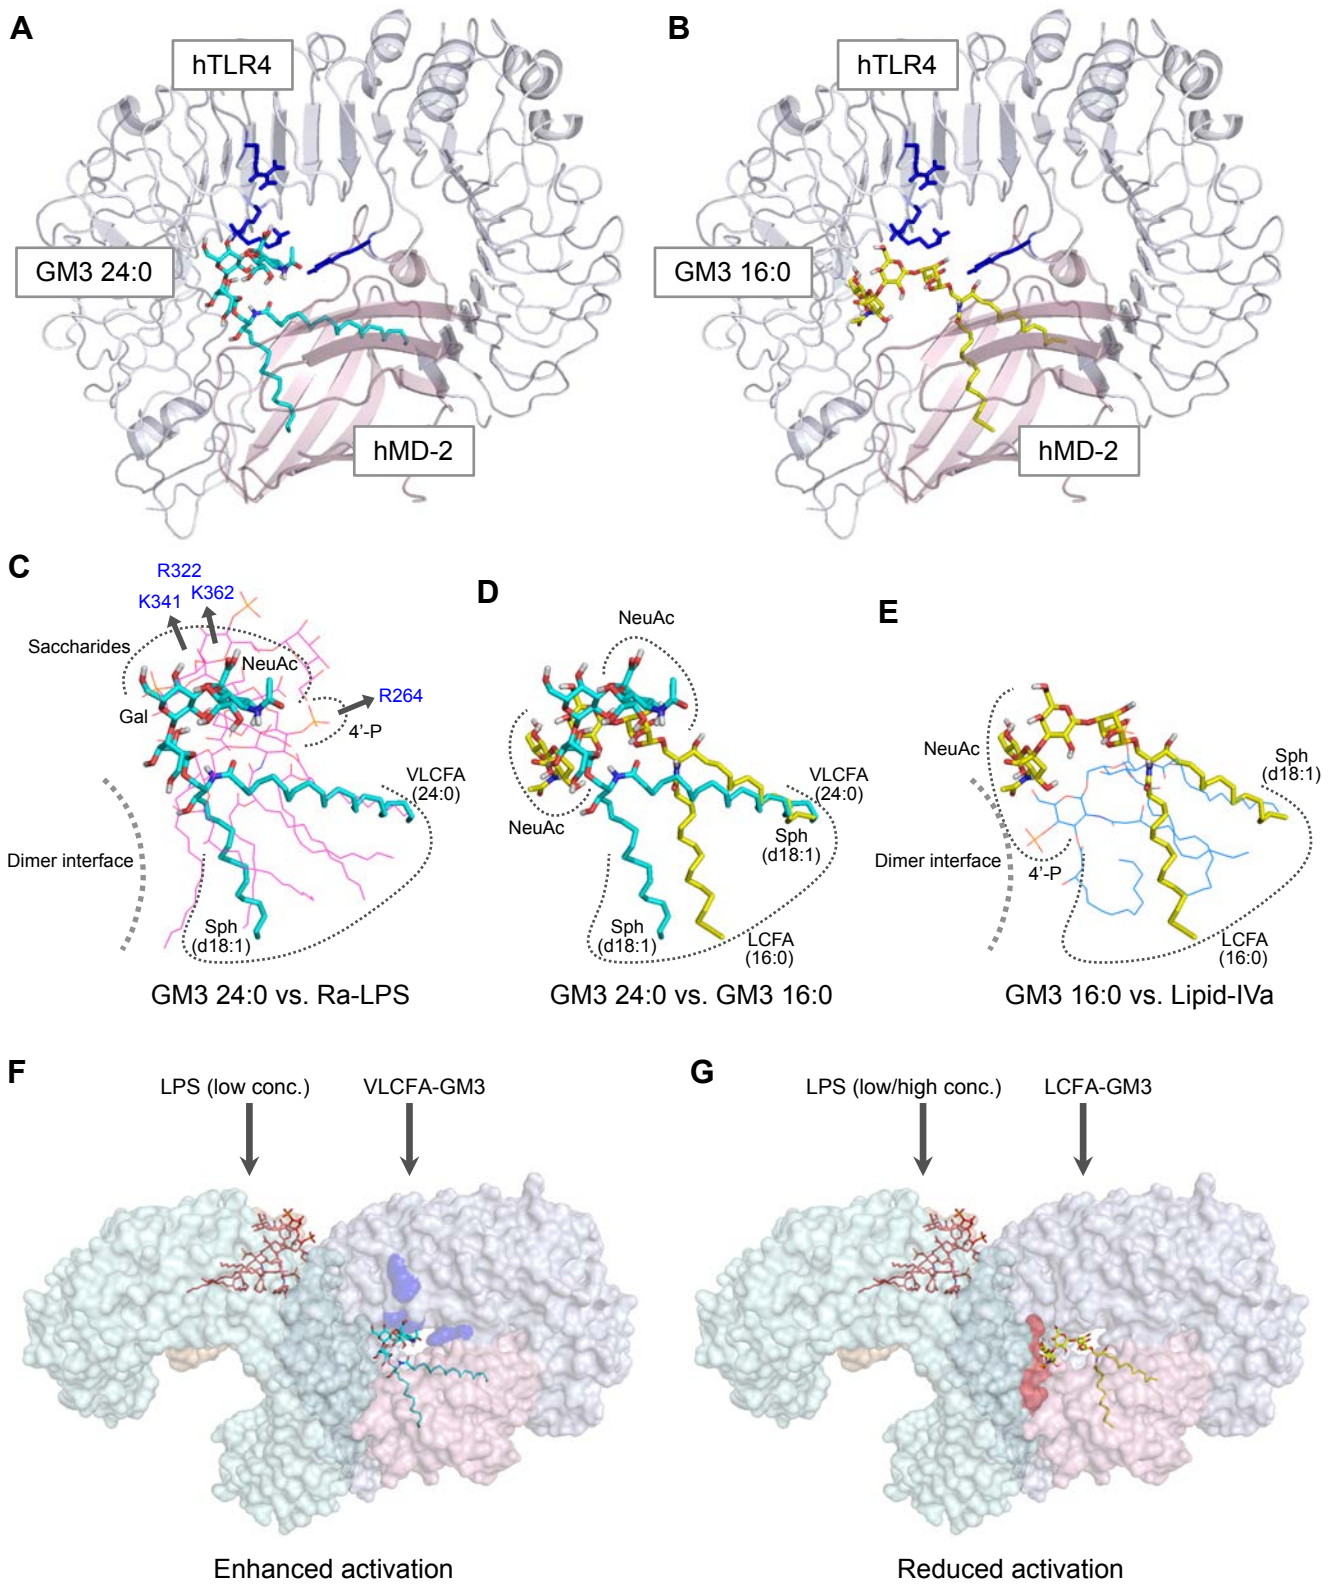 A
hTLR4
GM3 24:0
hMD-2
B
hTLR4
GM3 16:0
hMD-2
C
R322
K341
K362
Saccharides
NeuAc
Gal
R264
4'-P
VLCFA
(24:0)
Dimer interface
Sph
(d18:1)
GM3 24:0 vs. Ra-LPS
D
NeuAc
NeuAc
VLCFA
(24:0)
Sph
(d18:1)
Sph
(d18:1)
LCFA
(16:0)
GM3 24:0 vs. GM3 16:0
E
NeuAc
Sph
(d18:1)
Dimer interface
4'-P
LCFA
(16:0)
GM3 16:0 vs. Lipid-IVa
F
LPS (low conc.)
VLCFA-GM3
Enhanced activation
G
LPS (low/high conc.)
LCFA-GM3
Reduced activation